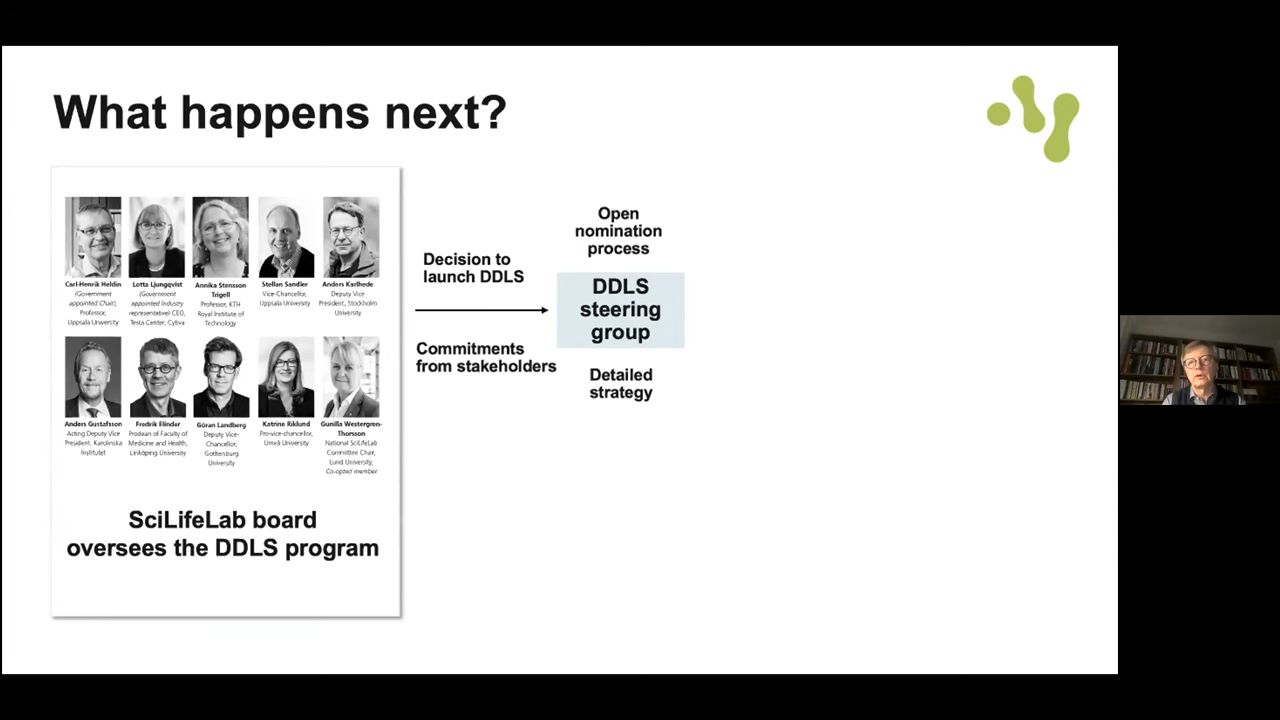 What happens next?
Carl-Henrik Heldin
(Government
appointed Chair),
Professor,
Uppsala University
Lotta Ljungqvist
(Government
appointed Industry
representative) CEO,
Testa Center, Cytiva
Annika Stensson
Trigell
Professor, KTH
Royal Institute of
Technology
Stellan Sandler
Vice-Chancellor,
Uppsala University
Anders Karlhede
Deputy Vice
President, Stockholm
University
Anders Gustafsson
Acting Deputy Vice
President, Karolinska
Institutet
Fredrik Elinder
Prodean of Faculty of
Medicine and Health,
Linköping University
Göran Landberg
Deputy Vice-
Chancellor,
Gothenburg
University
Katrine Riklund
Pro-vice-chancellor,
Umeå University
Gunilla Westergren-
Thorsson
National SciLifeLab
Committee Chair,
Lund University,
Co-opted member
SciLifeLab board
oversees the DDLS program
Decision to
launch DDLS
Commitments
from stakeholders
Open
nomination
process
DDLS
steering
group
Detailed
strategy